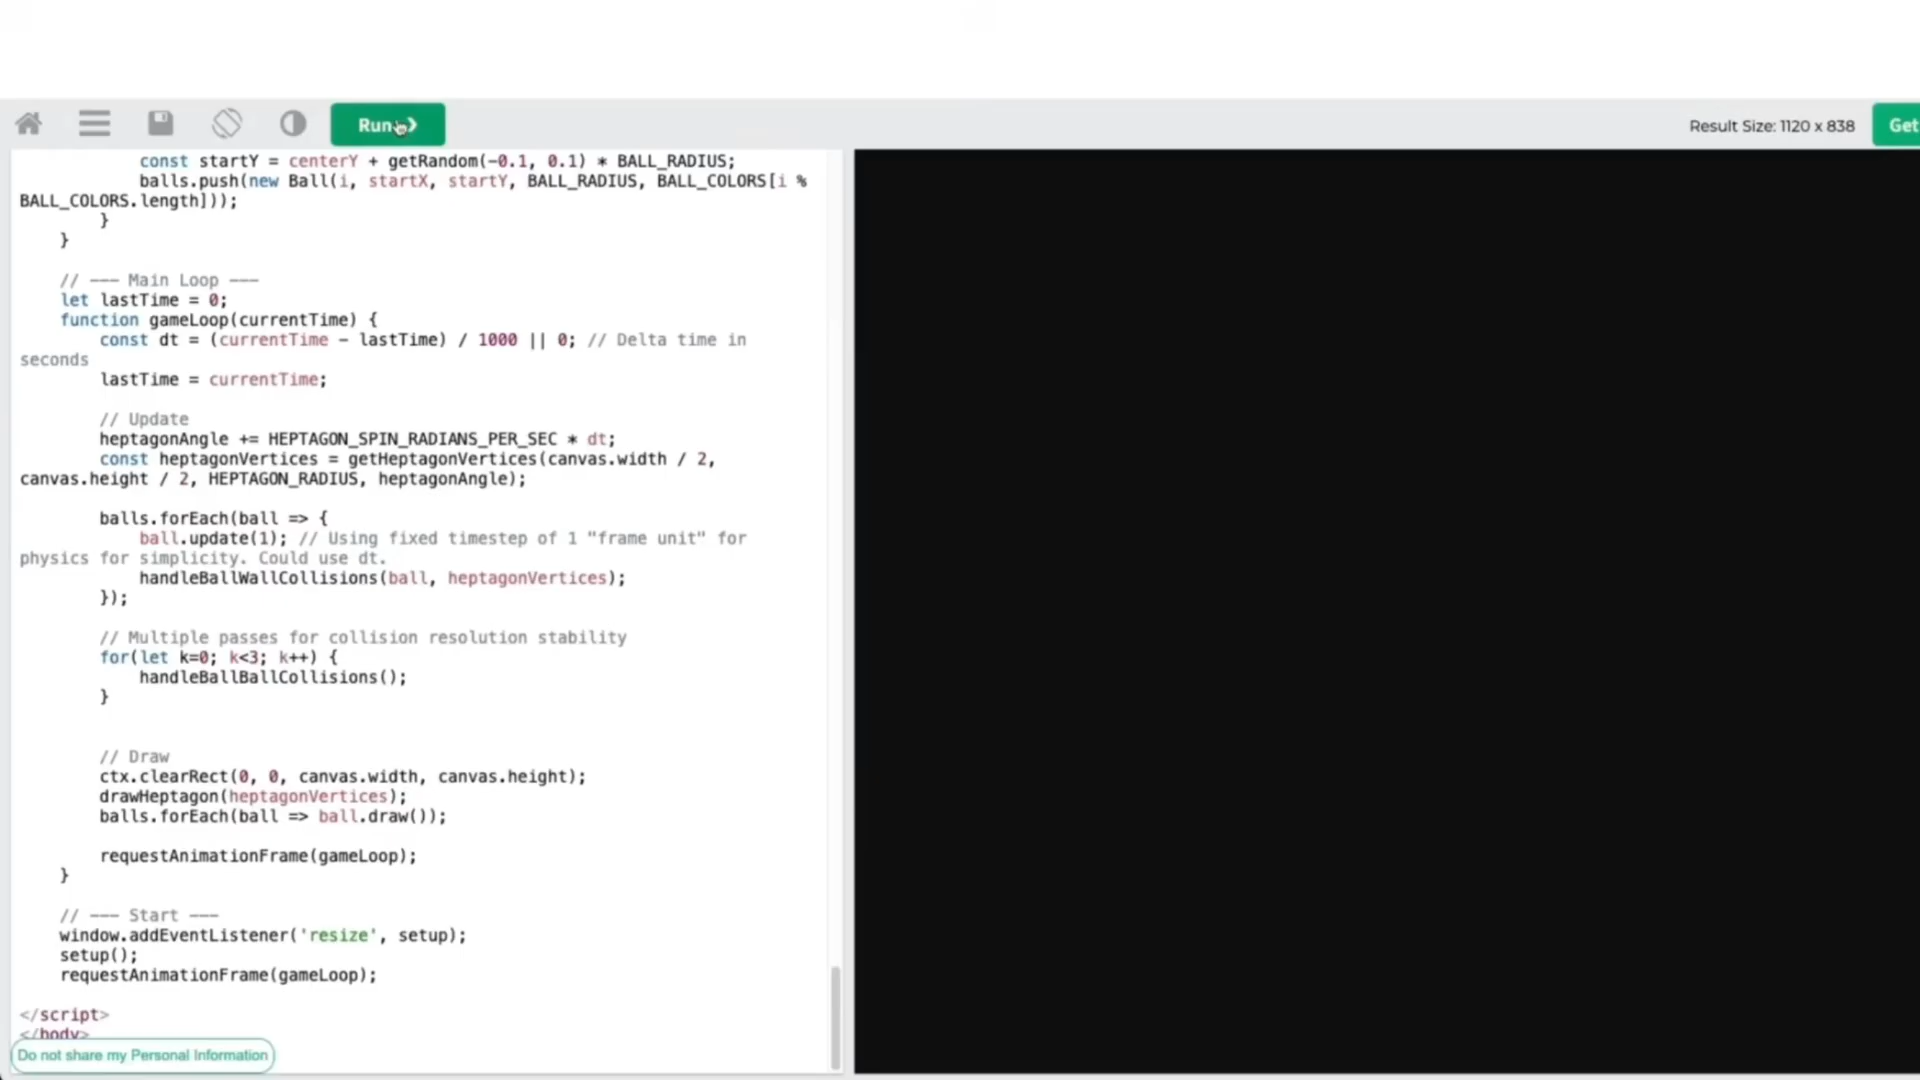 Run ❯
Result Size: 1120 x 838
Get
const startY = centerY + getRandom(-0.1, 0.1) * BALL_RADIUS;
balls.push(new Ball(i, startX, startY, BALL_RADIUS, BALL_COLORS[i %
BALL_COLORS.length]));
}
}
// --- Main Loop ---
let lastTime = 0;
function gameLoop(currentTime) {
const dt = (currentTime - lastTime) / 1000 || 0; // Delta time in
seconds
lastTime = currentTime;
// Update
heptagonAngle += HEPTAGON_SPIN_RADIANS_PER_SEC * dt;
const heptagonVertices = getHeptagonVertices(canvas.width / 2,
canvas.height / 2, HEPTAGON_RADIUS, heptagonAngle);
balls.forEach(ball => {
ball.update(1); // Using fixed timestep of 1 "frame unit" for
physics for simplicity. Could use dt.
handleBallWallCollisions(ball, heptagonVertices);
});
// Multiple passes for collision resolution stability
for(let k=0; k<3; k++) {
handleBallBallCollisions();
}
// Draw
ctx.clearRect(0, 0, canvas.width, canvas.height);
drawHeptagon(heptagonVertices);
balls.forEach(ball => ball.draw());
requestAnimationFrame(gameLoop);
}
// --- Start ---
window.addEventListener('resize', setup);
setup();
requestAnimationFrame(gameLoop);
</script>
</body>
Do not share my Personal Information